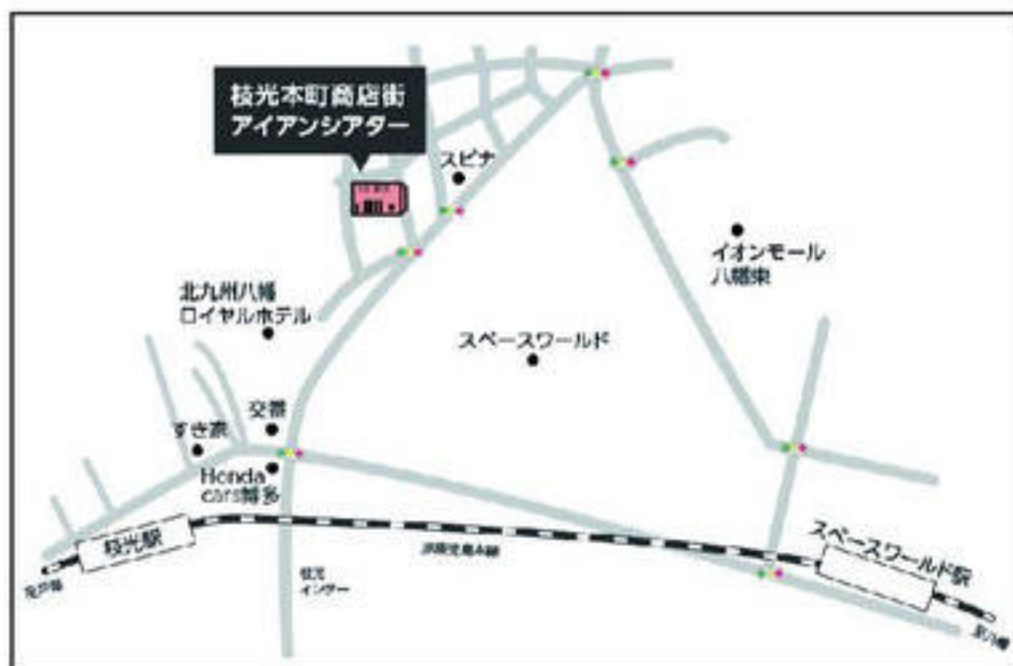 枝光本町商店街
アイアンシアター
スピナ
イオンモール
八幡東
北九州八幡
ロイヤルホテル
スペースワールド
交番
すき家
Honda
cars博多
枝光駅
スペースワールド駅
枝光
インター